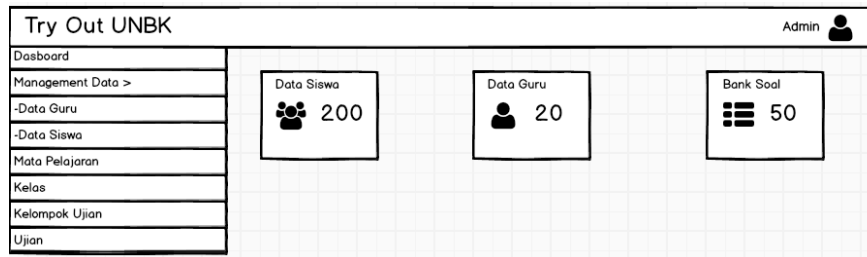 Try Out UNBK
Admin
Dasboard
Management Data >
-Data Guru
-Data Siswa
Mata Pelajaran
Kelas
Kelompok Ujian
Ujian
Data Siswa
200
Data Guru
20
Bank Soal
50